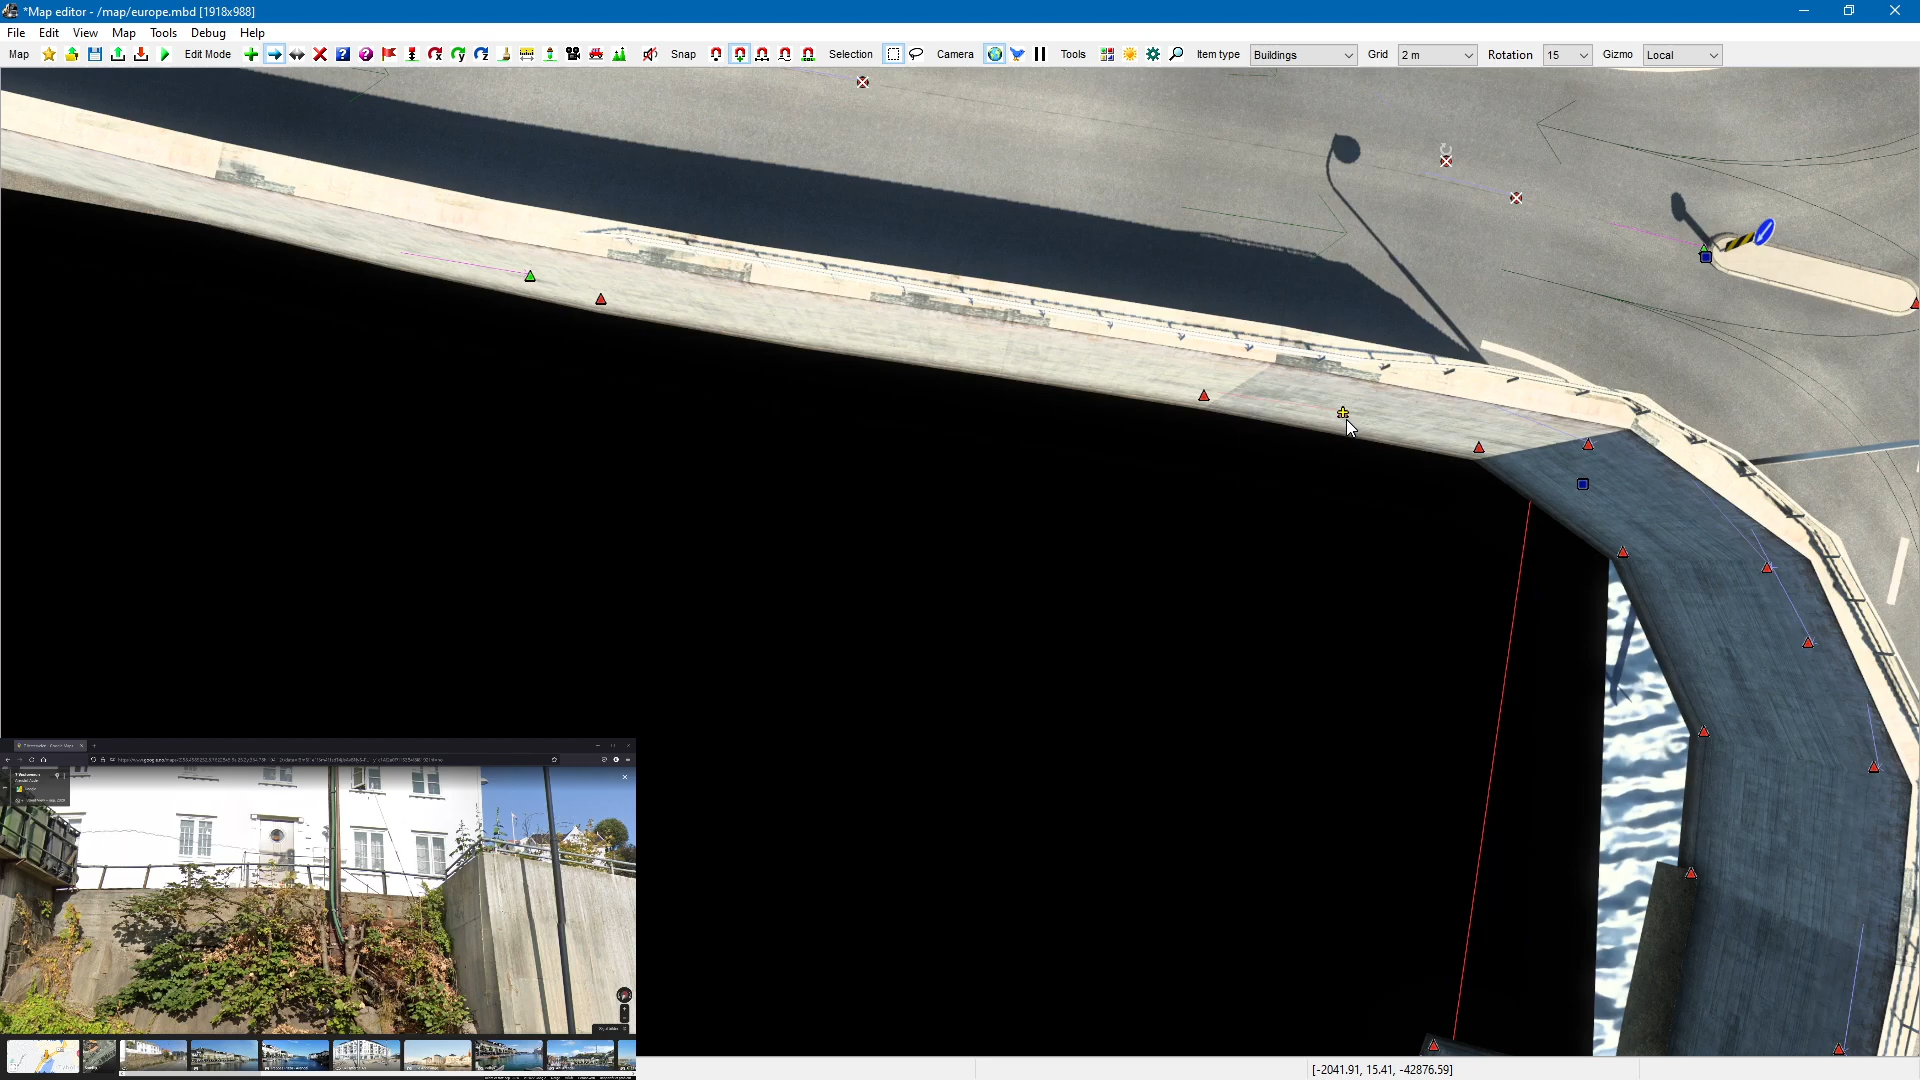 *Map editor - /map/europe.mbd [1918x988]
File Edit View Map Tools Debug Help
Map Edit Mode Snap Selection Camera Tools Item type Buildings Grid 2 m Rotation 15 Gizmo Local
[-2041.91, 15.41, -42876.59]